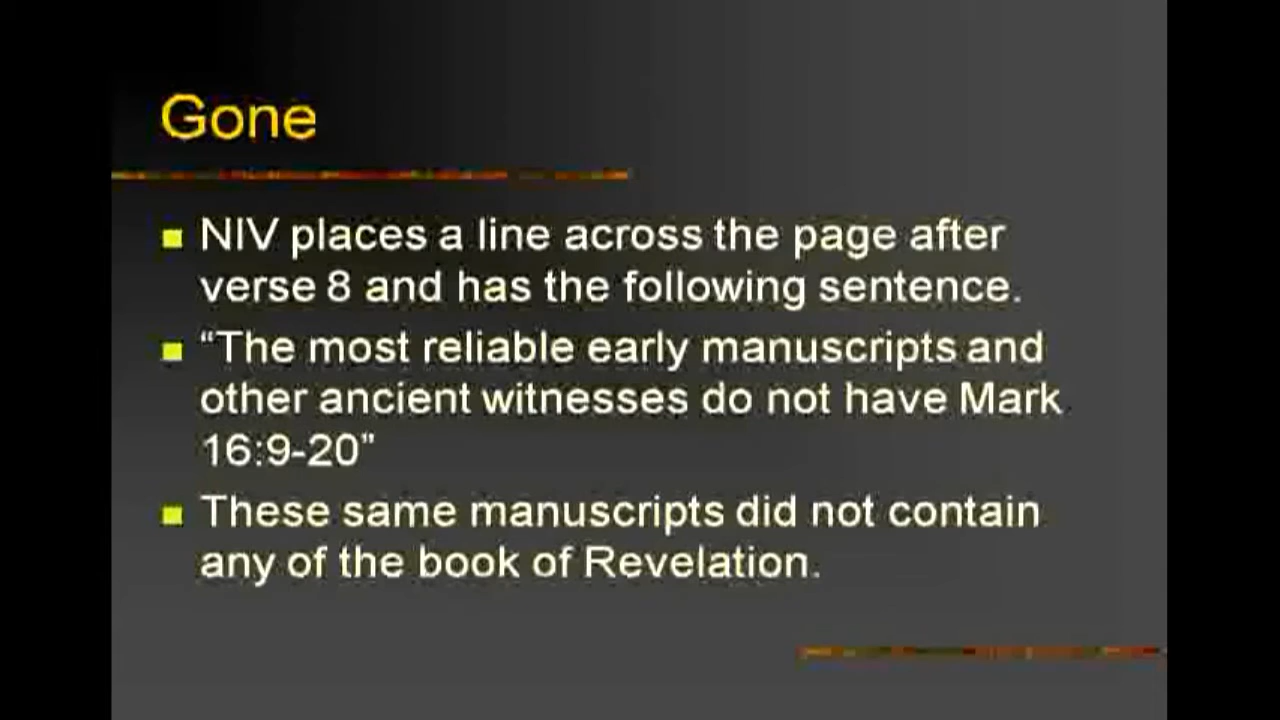 Gone
NIV places a line across the page after
verse 8 and has the following sentence.
“The most reliable early manuscripts and
other ancient witnesses do not have Mark
16:9-20”
These same manuscripts did not contain
any of the book of Revelation.